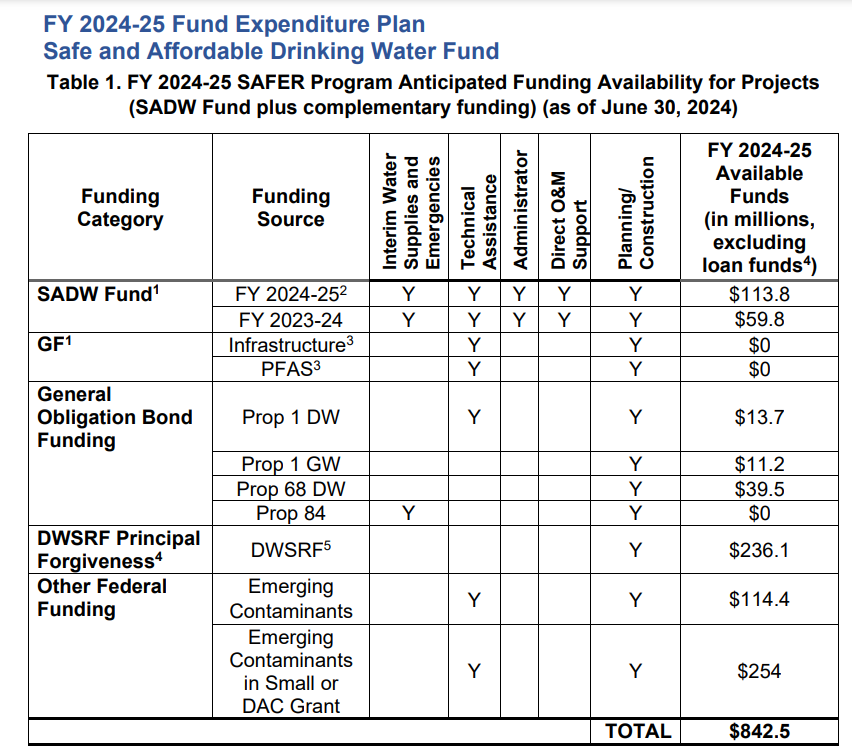 FY 2024-25 Fund Expenditure Plan
Safe and Affordable Drinking Water Fund
Table 1. FY 2024-25 SAFER Program Anticipated Funding Availability for Projects
(SADW Fund plus complementary funding) (as of June 30, 2024)
Funding
Category
Funding
Source
Interim Water
Supplies and
Emergencies
Technical
Assistance
Administrator
Direct O&M
Support
Planning/
Construction
FY 2024-25
Available
Funds
(in millions,
excluding
loan funds⁴)
SADW Fund¹ FY 2024-25² Y Y Y Y Y $113.8
FY 2023-24 Y Y Y Y Y $59.8
GF¹ Infrastructure³ Y Y $0
PFAS³ Y Y $0
General
Obligation Bond
Funding
Prop 1 DW Y Y $13.7
Prop 1 GW Y $11.2
Prop 68 DW Y $39.5
Prop 84 Y Y $0
DWSRF Principal
Forgiveness⁴
DWSRF⁵ Y $236.1
Other Federal
Funding
Emerging
Contaminants
Y Y $114.4
Emerging
Contaminants
in Small or
DAC Grant
Y Y $254
TOTAL $842.5